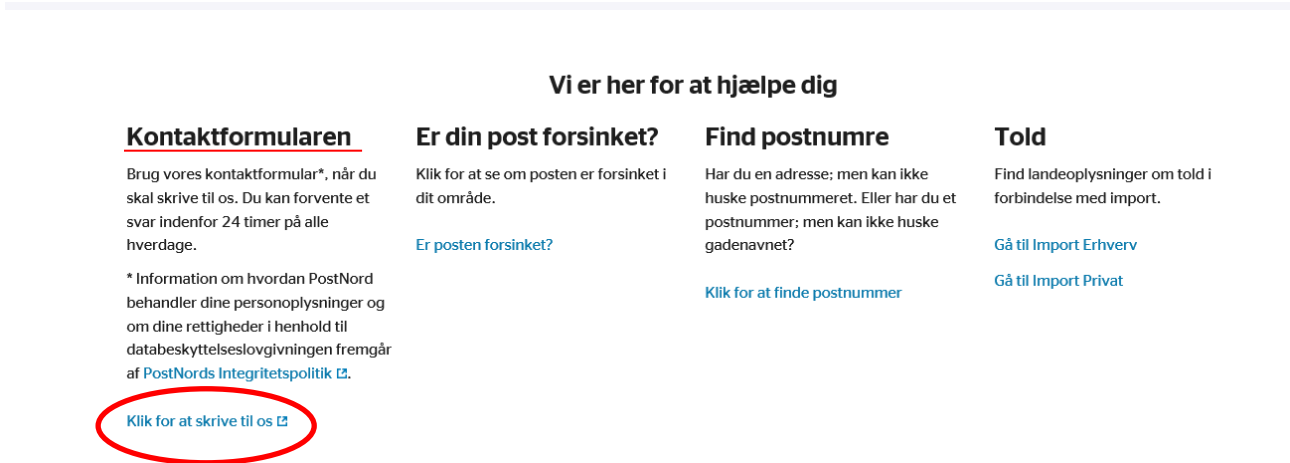 Vi er her for at hjælpe dig
Kontaktformularen
Brug vores kontaktformular*, når du
skal skrive til os. Du kan forvente et
svar indenfor 24 timer på alle
hverdage.
* Information om hvordan PostNord
behandler dine personoplysninger og
om dine rettigheder i henhold til
databeskyttelseslovgivningen fremgår
af PostNords Integritetspolitik.
Klik for at skrive til os
Er din post forsinket?
Klik for at se om posten er forsinket i
dit område.
Er posten forsinket?
Find postnumre
Har du en adresse; men kan ikke
huske postnummeret. Eller har du et
postnummer; men kan ikke huske
gadenavnet?
Klik for at finde postnummer
Told
Find landeoplysninger om told i
forbindelse med import.
Gå til Import Erhverv
Gå til Import Privat